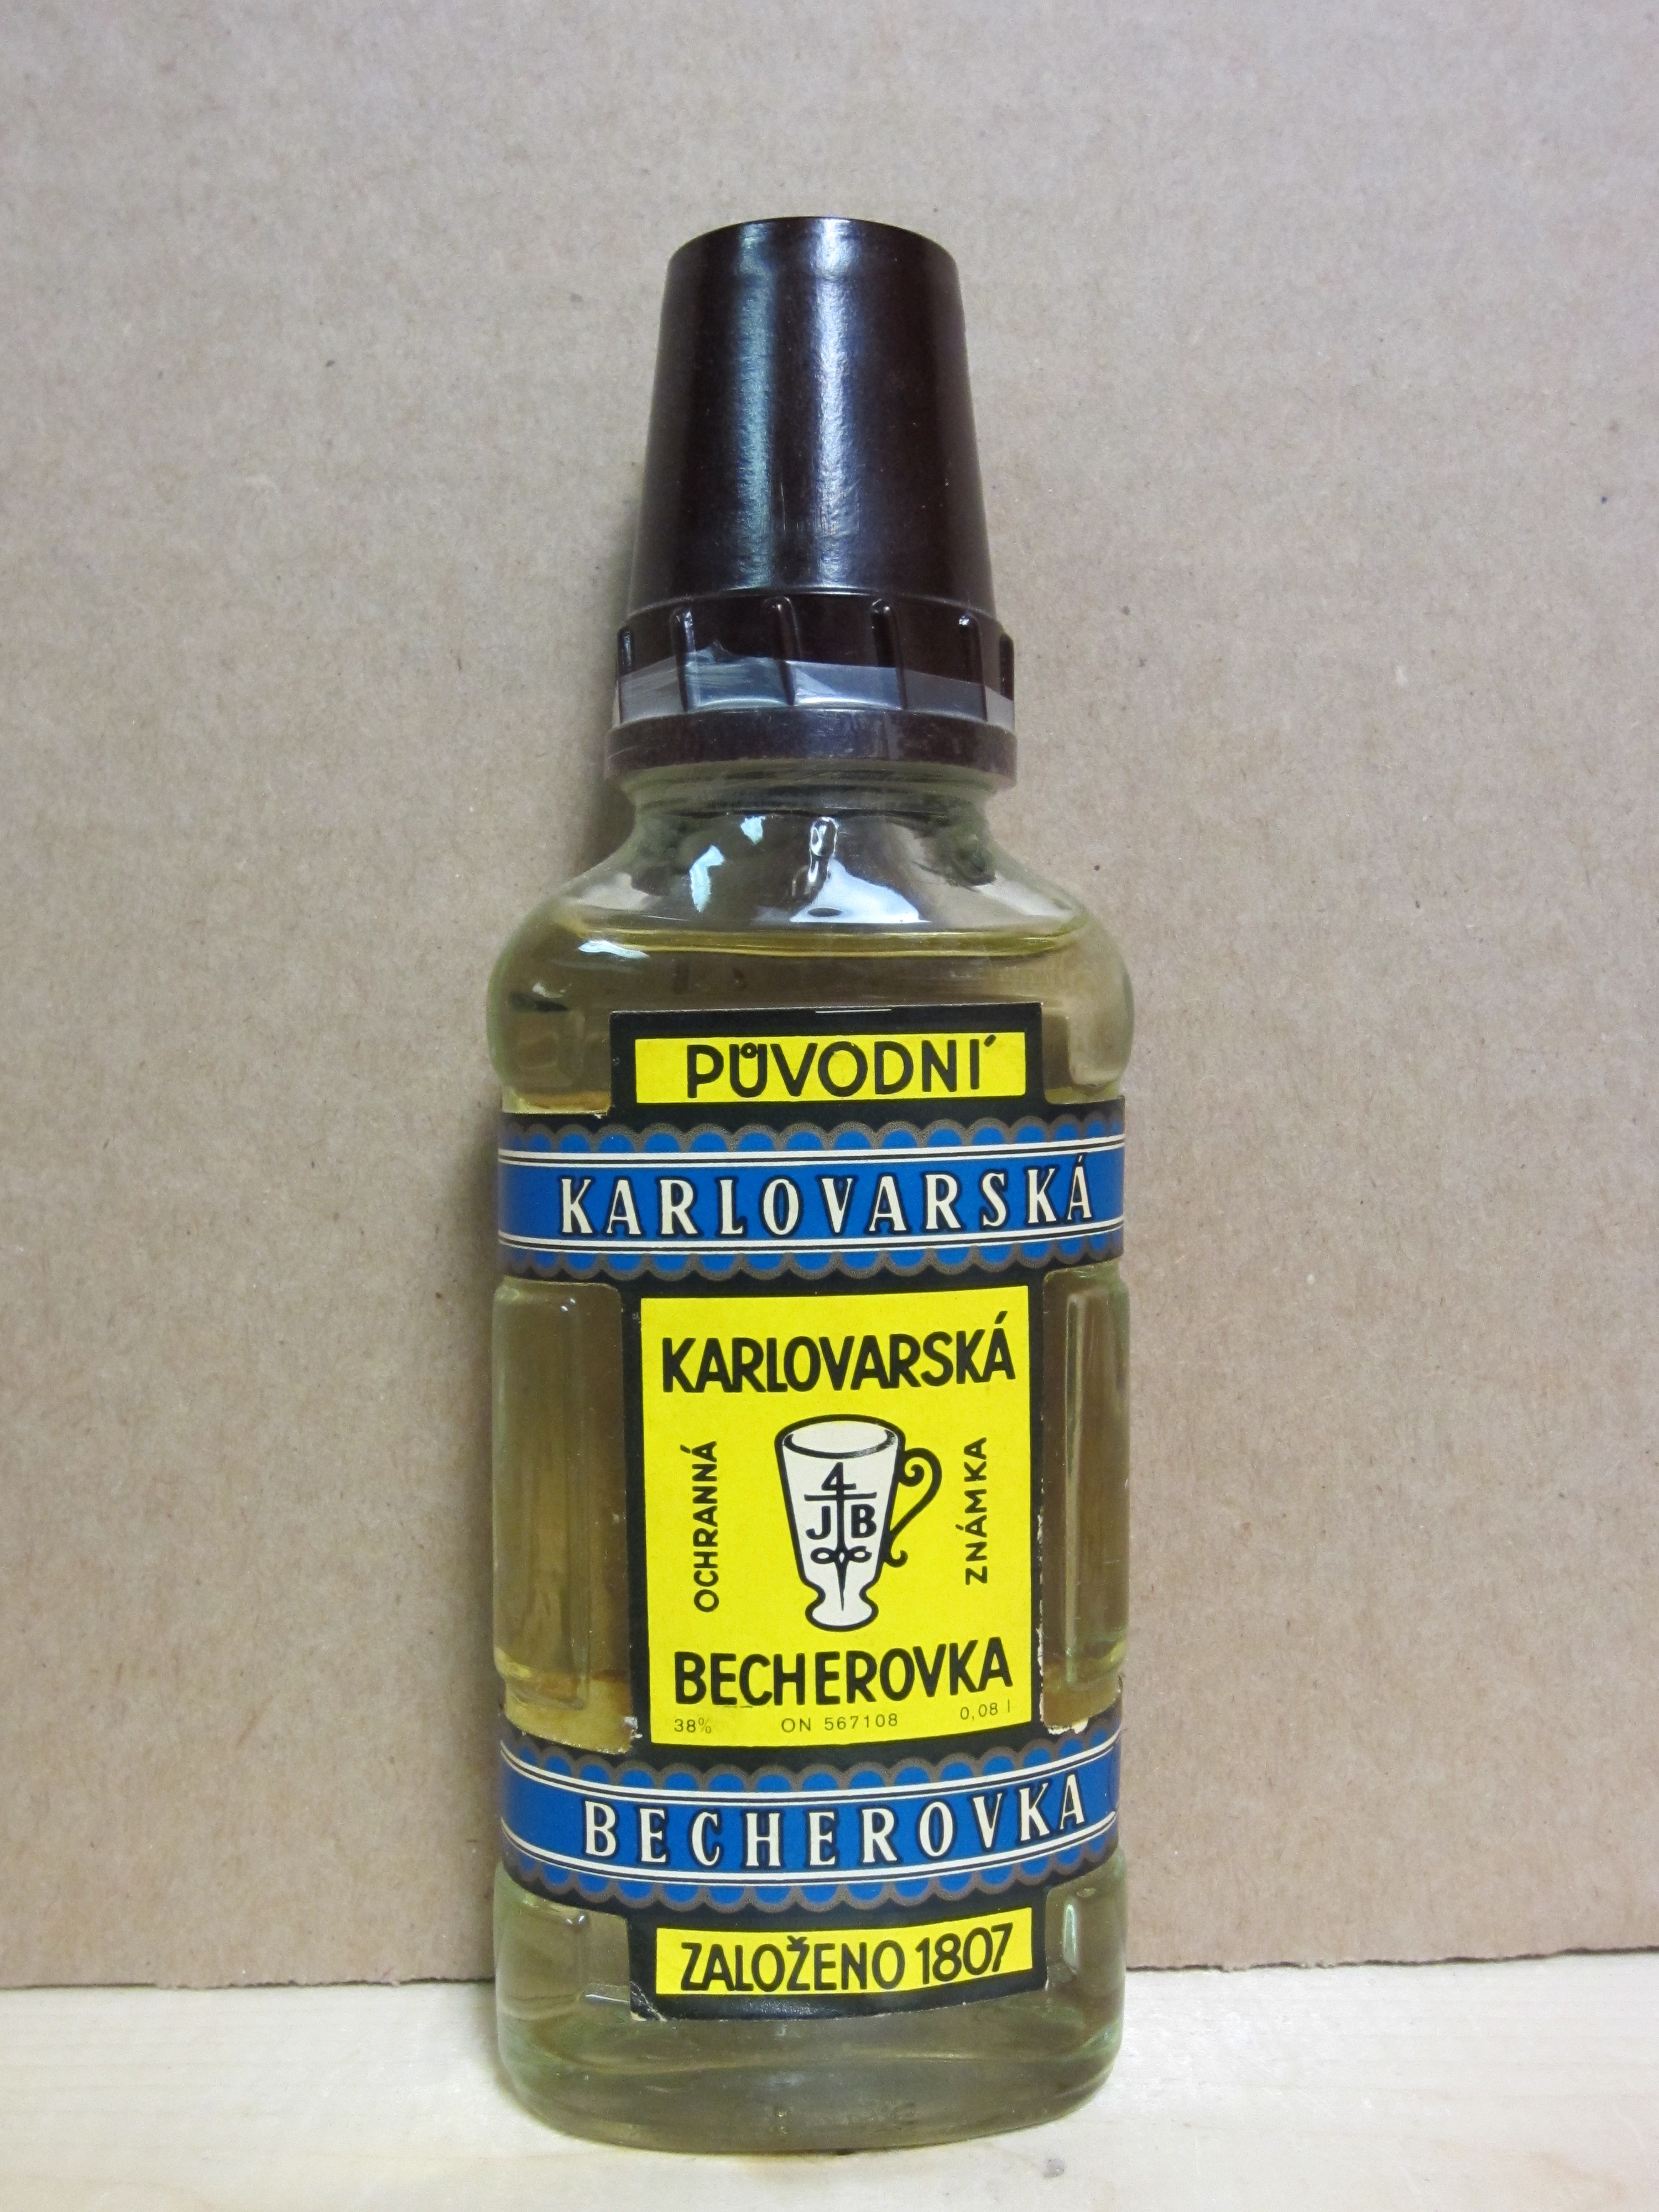 PŮVODNÍ
KARLOVARSKÁ
KARLOVARSKÁ
OCHRANNÁ
4
JB
ZNÁMKA
BECHEROVKA
38% ON 567108 0,08 l
BECHEROVKA
ZALOŽENO 1807